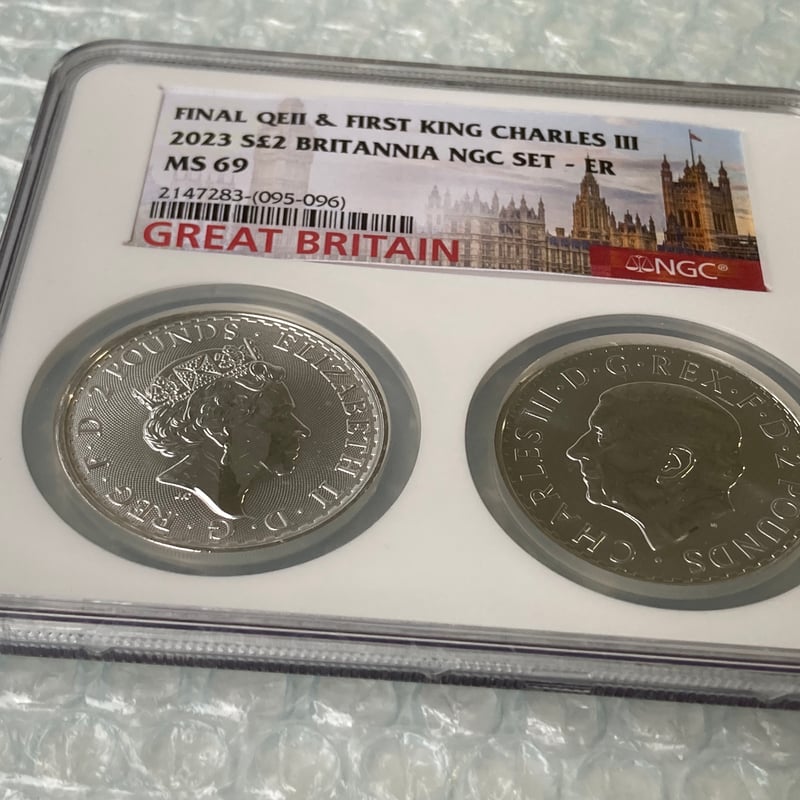 FINAL QEII & FIRST KING CHARLES III
2023 S£2 BRITANNIA NGC SET - ER
MS 69
2147283-(095-096)
GREAT BRITAIN
NGC®
ELIZABETH II · D · G · REG · F · D · 2 POUNDS
J.C
CHARLES III · D · G · REX · F · D · 2 POUNDS